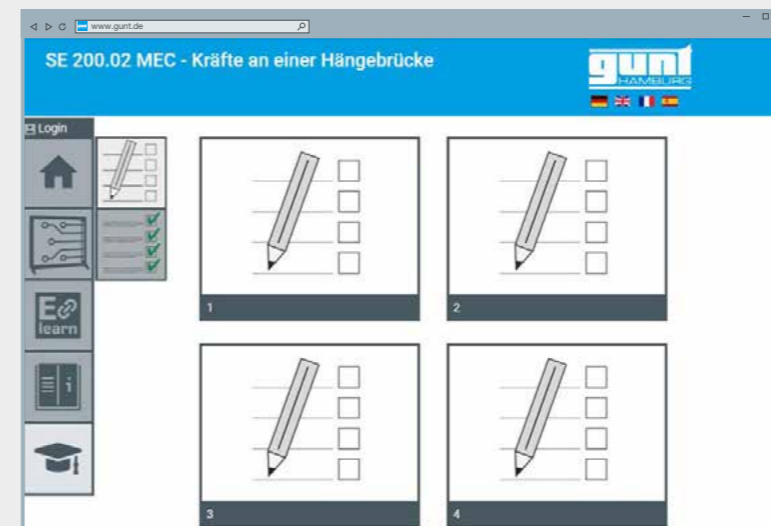 www.gunt.de
SE 200.02 MEC - Kräfte an einer Hängebrücke
gunt
HAMBURG
Login
E
learn
i
1
2
3
4